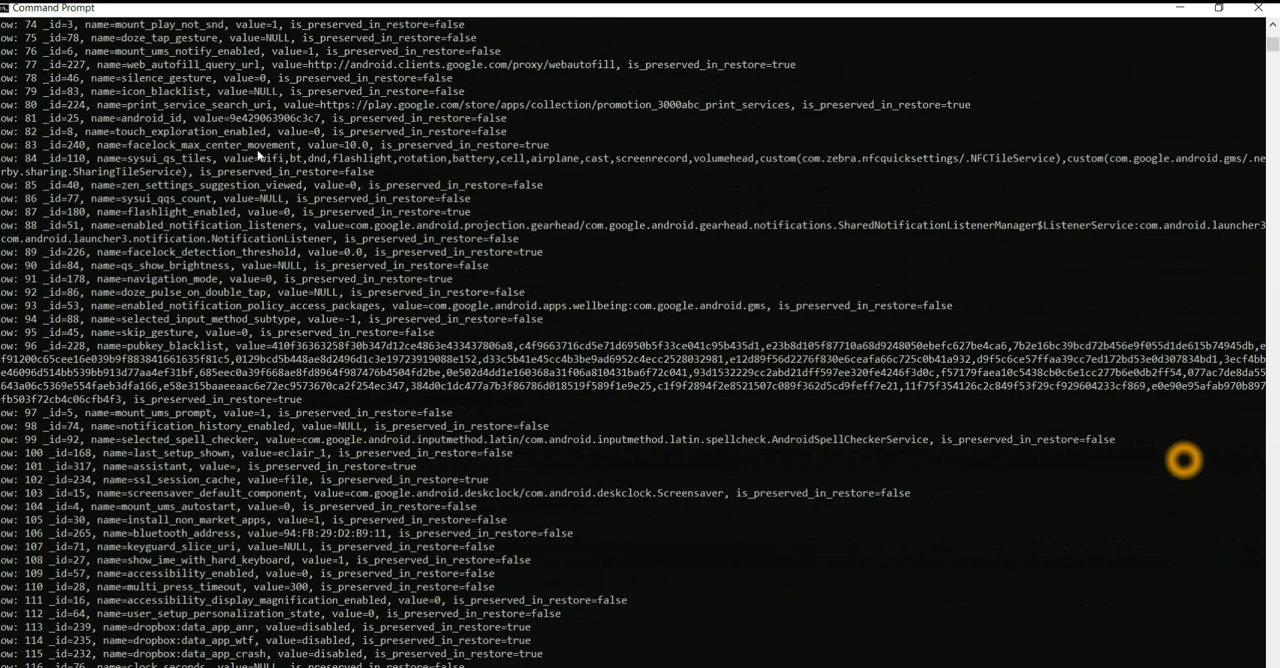 Command Prompt
ow: 74 _id=3, name=mount_play_not_snd, value=1, is_preserved_in_restore=false
ow: 75 _id=78, name=doze_tap_gesture, value=NULL, is_preserved_in_restore=false
ow: 76 _id=6, name=mount_ums_notify_enabled, value=1, is_preserved_in_restore=false
ow: 77 _id=227, name=web_autofill_query_url, value=http://android.clients.google.com/proxy/webautofill, is_preserved_in_restore=true
ow: 78 _id=46, name=silence_gesture, value=0, is_preserved_in_restore=false
ow: 79 _id=83, name=icon_blacklist, value=NULL, is_preserved_in_restore=false
ow: 80 _id=224, name=print_service_search_uri, value=https://play.google.com/store/apps/collection/promotion_3000abc_print_services, is_preserved_in_restore=true
ow: 81 _id=25, name=android_id, value=9e429063906c3c7, is_preserved_in_restore=false
ow: 82 _id=8, name=touch_exploration_enabled, value=0, is_preserved_in_restore=false
ow: 83 _id=240, name=facelock_max_center_movement, value=10.0, is_preserved_in_restore=true
ow: 84 _id=110, name=sysui_qs_tiles, value=wifi,bt,dnd,flashlight,rotation,battery,cell,airplane,cast,screenrecord,volumehead,custom(com.zebra.nfcquicksettings/.NFCTileService),custom(com.google.android.gms/.ne
rby.sharing.SharingTileService), is_preserved_in_restore=false
ow: 85 _id=40, name=zen_settings_suggestion_viewed, value=0, is_preserved_in_restore=false
ow: 86 _id=77, name=sysui_qqs_count, value=NULL, is_preserved_in_restore=false
ow: 87 _id=180, name=flashlight_enabled, value=0, is_preserved_in_restore=true
ow: 88 _id=51, name=enabled_notification_listeners, value=com.google.android.projection.gearhead/com.google.android.gearhead.notifications.SharedNotificationListenerManager$ListenerService:com.android.launcher3
com.android.launcher3.notification.NotificationListener, is_preserved_in_restore=false
ow: 89 _id=226, name=facelock_detection_threshold, value=0.0, is_preserved_in_restore=true
ow: 90 _id=84, name=qs_show_brightness, value=NULL, is_preserved_in_restore=false
ow: 91 _id=178, name=navigation_mode, value=0, is_preserved_in_restore=true
ow: 92 _id=86, name=doze_pulse_on_double_tap, value=NULL, is_preserved_in_restore=false
ow: 93 _id=53, name=enabled_notification_policy_access_packages, value=com.google.android.apps.wellbeing:com.google.android.gms, is_preserved_in_restore=false
ow: 94 _id=88, name=selected_input_method_subtype, value=-1, is_preserved_in_restore=false
ow: 95 _id=45, name=skip_gesture, value=0, is_preserved_in_restore=false
ow: 96 _id=228, name=pubkey_blacklist, value=410f36363258f30b347d12ce4863e433437806a8,c4f9663716cd5e71d6950b5f33ce041c95b435d1,e23b8d105f87710a68d9248050ebefc627be4ca6,7b2e16bc39bcd72b456e9f055d1de615b74945db,e
f91200c65cee16e039b9f883841661635f81c5,0129bcd5b448ae8d2496d1c3e19723919088e152,d33c5b41e45cc4b3be9ad6952c4ecc2528032981,e12d89f56d2276f830e6ceafa66c725c0b41a932,d9f5c6ce57ffaa39cc7ed172bd53e0d307834bd1,3ecf4bb
e46096d514bb539bb913d77aa4ef31bf,685eec0a39f668ae8fd8964f987476b4504fd2be,0e502d4dd1e160368a31f06a810431ba6f72c041,93d1532229cc2abd21dff597ee320fe4246f3d0c,f57179faea10c5438cb0c6e1cc277b6e0db2ff54,077ac7de8da55
643a06c5369e554faeb3dfa166,e58e315baaeeaac6e72ec9573670ca2f254ec347,384d0c1dc477a7b3f86786d018519f589f1e9e25,c1f9f2894f2e8521507c089f362d5cd9feff7e21,11f75f354126c2c849f53f29cf929604233cf869,e0e90e95afab970b897
fb503f72cb4c06cfb4f3, is_preserved_in_restore=true
ow: 97 _id=5, name=mount_ums_prompt, value=1, is_preserved_in_restore=false
ow: 98 _id=74, name=notification_history_enabled, value=NULL, is_preserved_in_restore=false
ow: 99 _id=92, name=selected_spell_checker, value=com.google.android.inputmethod.latin/com.android.inputmethod.latin.spellcheck.AndroidSpellCheckerService, is_preserved_in_restore=false
ow: 100 _id=168, name=last_setup_shown, value=eclair_1, is_preserved_in_restore=false
ow: 101 _id=317, name=assistant, value=, is_preserved_in_restore=true
ow: 102 _id=234, name=ssl_session_cache, value=file, is_preserved_in_restore=true
ow: 103 _id=15, name=screensaver_default_component, value=com.google.android.deskclock/com.android.deskclock.Screensaver, is_preserved_in_restore=false
ow: 104 _id=4, name=mount_ums_autostart, value=0, is_preserved_in_restore=false
ow: 105 _id=30, name=install_non_market_apps, value=1, is_preserved_in_restore=false
ow: 106 _id=265, name=bluetooth_address, value=94:FB:29:D2:B9:11, is_preserved_in_restore=false
ow: 107 _id=71, name=keyguard_slice_uri, value=NULL, is_preserved_in_restore=false
ow: 108 _id=27, name=show_ime_with_hard_keyboard, value=1, is_preserved_in_restore=false
ow: 109 _id=57, name=accessibility_enabled, value=0, is_preserved_in_restore=false
ow: 110 _id=28, name=multi_press_timeout, value=300, is_preserved_in_restore=false
ow: 111 _id=16, name=accessibility_display_magnification_enabled, value=0, is_preserved_in_restore=false
ow: 112 _id=64, name=user_setup_personalization_state, value=0, is_preserved_in_restore=false
ow: 113 _id=239, name=dropbox:data_app_anr, value=disabled, is_preserved_in_restore=true
ow: 114 _id=235, name=dropbox:data_app_wtf, value=disabled, is_preserved_in_restore=true
ow: 115 _id=232, name=dropbox:data_app_crash, value=disabled, is_preserved_in_restore=true
ow: 116 _id=76, name=clock_seconds, value=NULL, is_preserved_in_restore=false